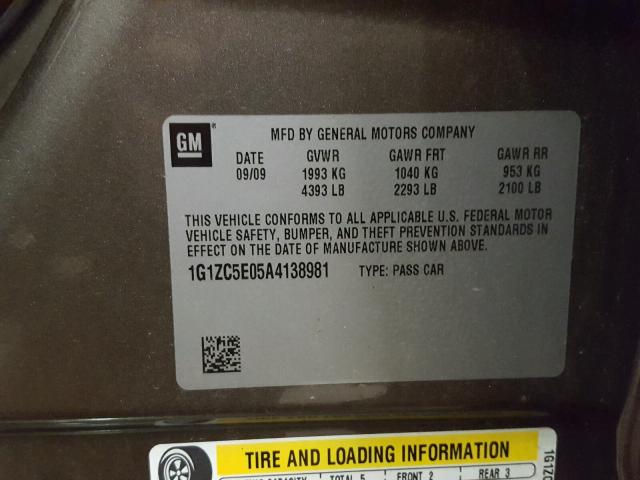 GM ® MFD BY GENERAL MOTORS COMPANY
DATE GVWR GAWR FRT GAWR RR
09/09 1993 KG 1040 KG 953 KG
4393 LB 2293 LB 2100 LB
THIS VEHICLE CONFORMS TO ALL APPLICABLE U.S. FEDERAL MOTOR
VEHICLE SAFETY, BUMPER, AND THEFT PREVENTION STANDARDS IN
EFFECT ON THE DATE OF MANUFACTURE SHOWN ABOVE.
1G1ZC5E05A4138981 TYPE: PASS CAR
TIRE AND LOADING INFORMATION
CAPACITY TOTAL 5 FRONT 2 REAR 3
1G1ZC